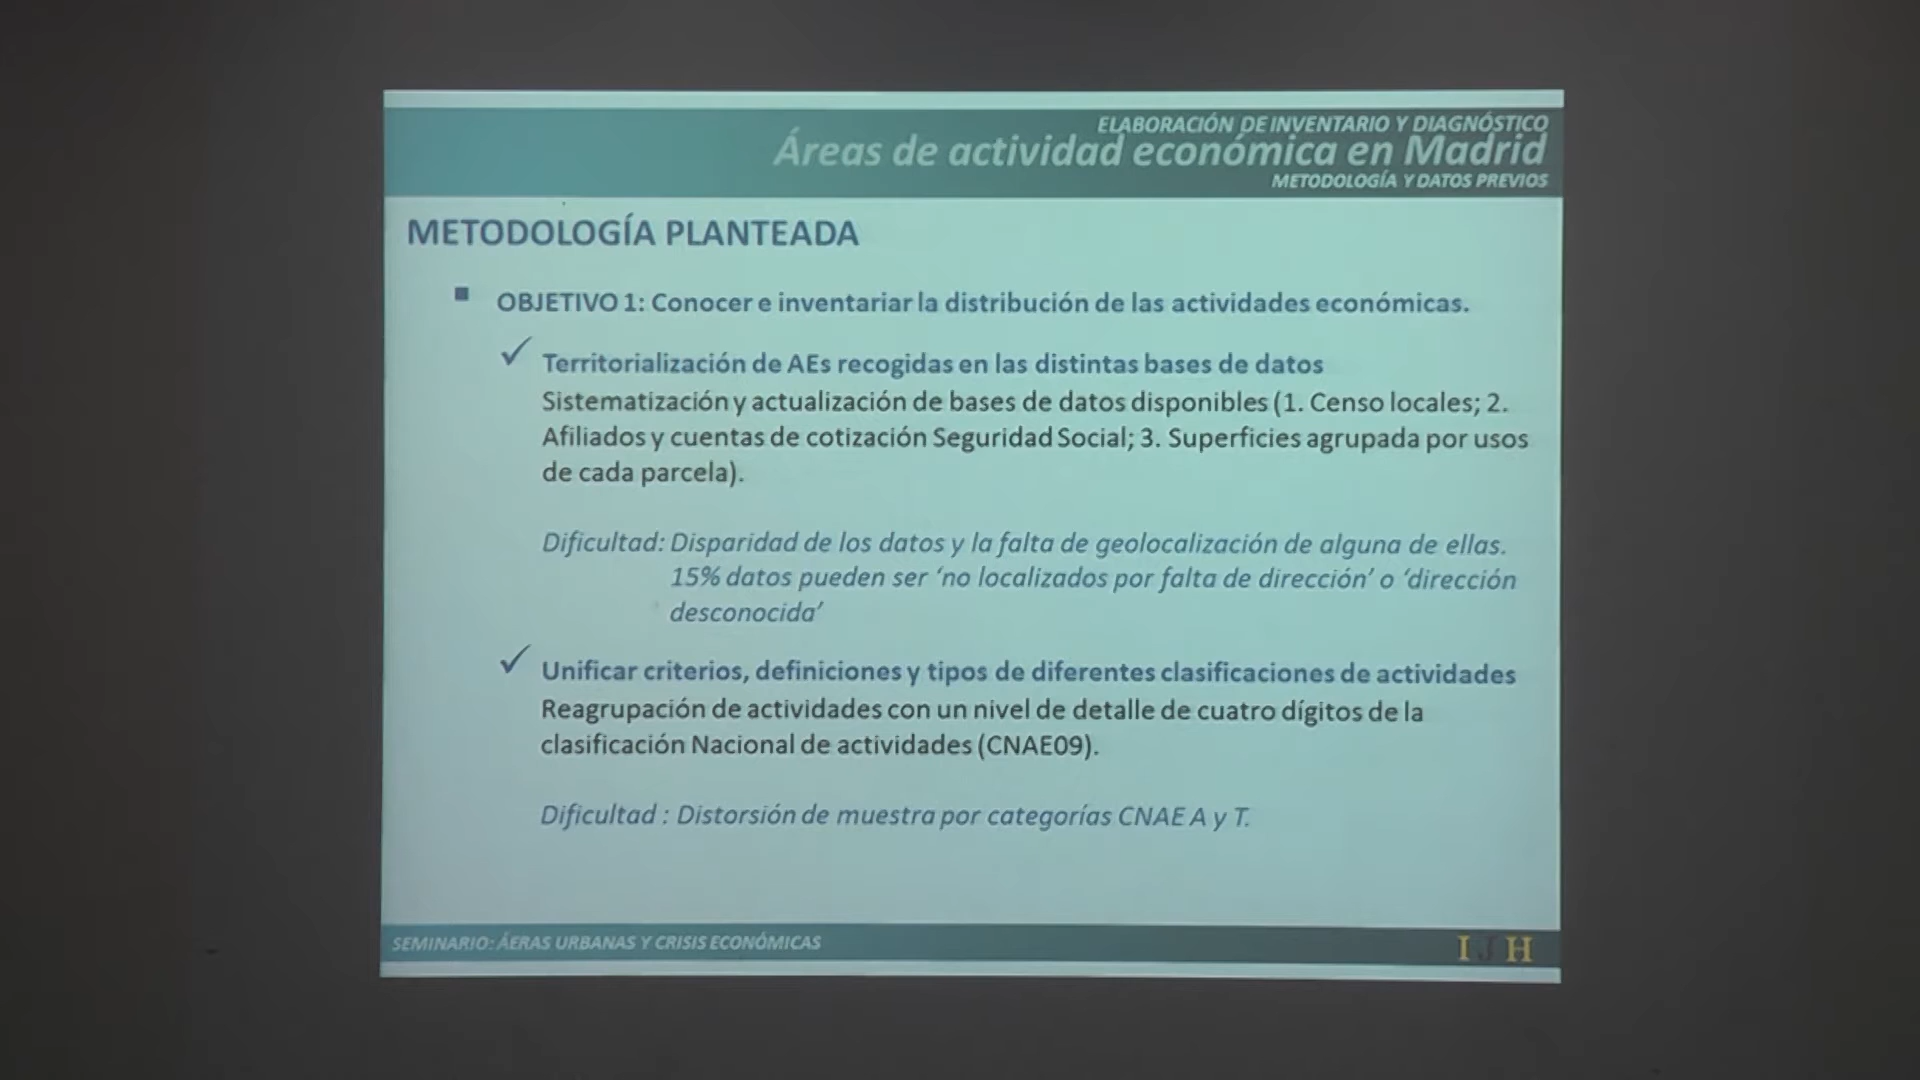 ELABORACIÓN DE INVENTARIO Y DIAGNÓSTICO
Áreas de actividad económica en Madrid
METODOLOGÍA Y DATOS PREVIOS
METODOLOGÍA PLANTEADA
OBJETIVO 1: Conocer e inventariar la distribución de las actividades económicas.
Territorialización de AEs recogidas en las distintas bases de datos
Sistematización y actualización de bases de datos disponibles (1. Censo locales; 2.
Afiliados y cuentas de cotización Seguridad Social; 3. Superficies agrupada por usos
de cada parcela).
Dificultad: Disparidad de los datos y la falta de geolocalización de alguna de ellas.
15% datos pueden ser ‘no localizados por falta de dirección’ o ‘dirección
desconocida’
Unificar criterios, definiciones y tipos de diferentes clasificaciones de actividades
Reagrupación de actividades con un nivel de detalle de cuatro dígitos de la
clasificación Nacional de actividades (CNAE09).
Dificultad : Distorsión de muestra por categorías CNAE A y T.
SEMINARIO: ÁERAS URBANAS Y CRISIS ECONÓMICAS
I J H